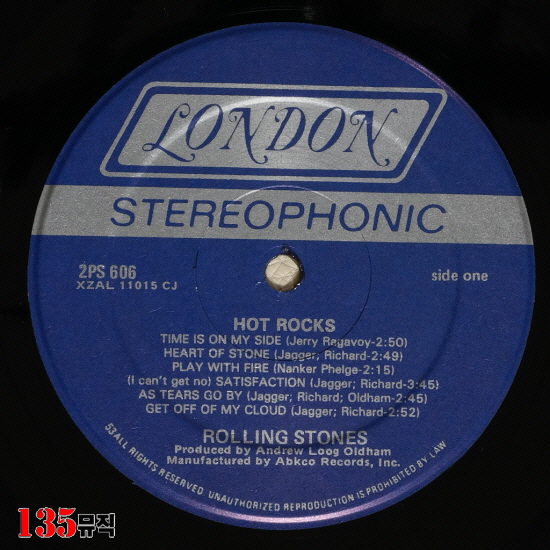 LONDON
STEREOPHONIC
2PS 606
XZAL 11015 CJ
side one
HOT ROCKS
TIME IS ON MY SIDE (Jerry Ragavoy-2:50)
HEART OF STONE (Jagger; Richard-2:49)
PLAY WITH FIRE (Nanker Phelge-2:15)
(I can't get no) SATISFACTION (Jagger; Richard-3:45)
AS TEARS GO BY (Jagger; Richard; Oldham-2:45)
GET OFF OF MY CLOUD (Jagger; Richard-2:52)
ROLLING STONES
Produced by Andrew Loog Oldham
Manufactured by Abkco Records, Inc.
53 ALL RIGHTS RESERVED UNAUTHORIZED REPRODUCTION IS PROHIBITED BY LAW
135뮤직